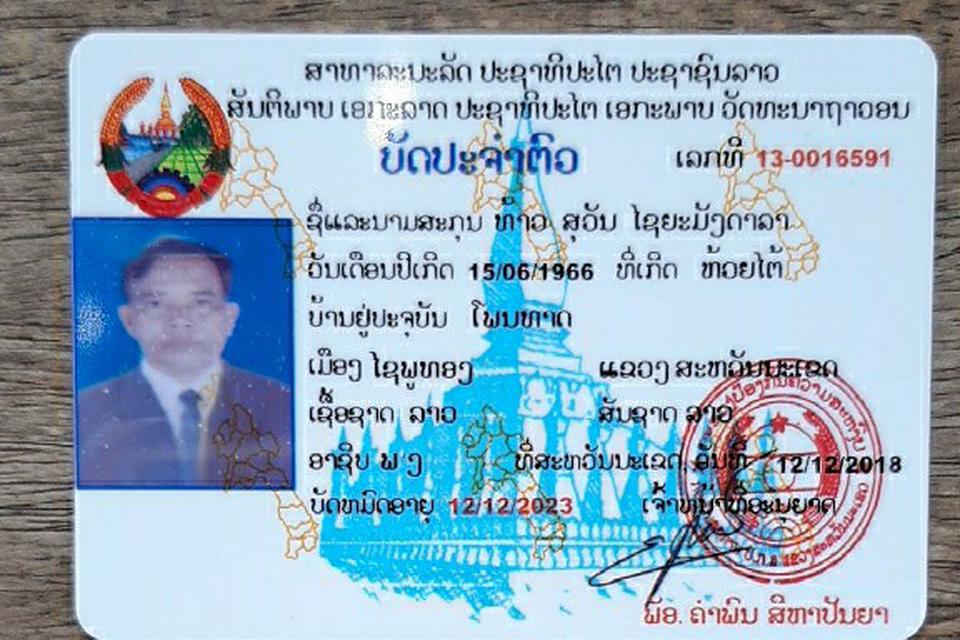 ສາທາລະນະລັດ ປະຊາທິປະໄຕ ປະຊາຊົນລາວ
ສັນຕິພາບ ເອກະລາດ ປະຊາທິປະໄຕ ເອກະພາບ ວັດທະນາຖາວອນ
ບັດປະຈຳຕົວ ເລກທີ 13-0016591
ຊື່ແລະນາມສະກຸນ ທ້າວ ສຸວັນ ໄຊຍະມັງດາລາ
ວັນເດືອນປີເກີດ 15/06/1966 ທີ່ເກີດ ຫ້ວຍໄຕ້
ບ້ານຢູ່ປະຈຸບັນ ໂພນທາດ
ເມືອງ ໄຊພູທອງ ແຂວງ ສະຫວັນນະເຂດ
ເຊື້ອຊາດ ລາວ ສັນຊາດ ລາວ
ອາຊີບ ພ ງ ທີ່ສະຫວັນນະເຂດ, ວັນທີ 12/12/2018
ບັດຫມົດອາຍຸ 12/12/2023 ເຈົ້າຫນ້າທີ່ອະນຸຍາດ
ພອ. ຄຳພົນ ສີຫາປັນຍາ